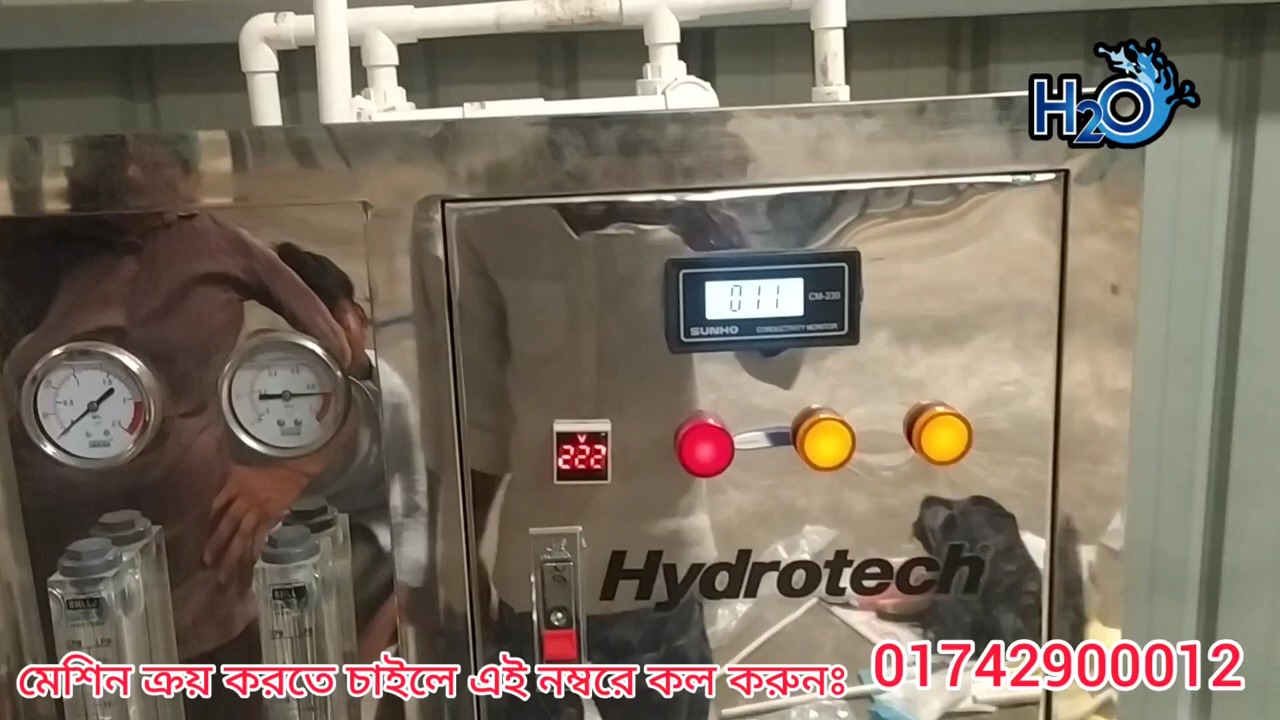 H2O
011
CM-230
SUNHO CONDUCTIVITY MONITOR
V
222
Hydrotech
মেশিন ক্রয় করতে চাইলে এই নম্বরে কল করুনঃ 01742900012